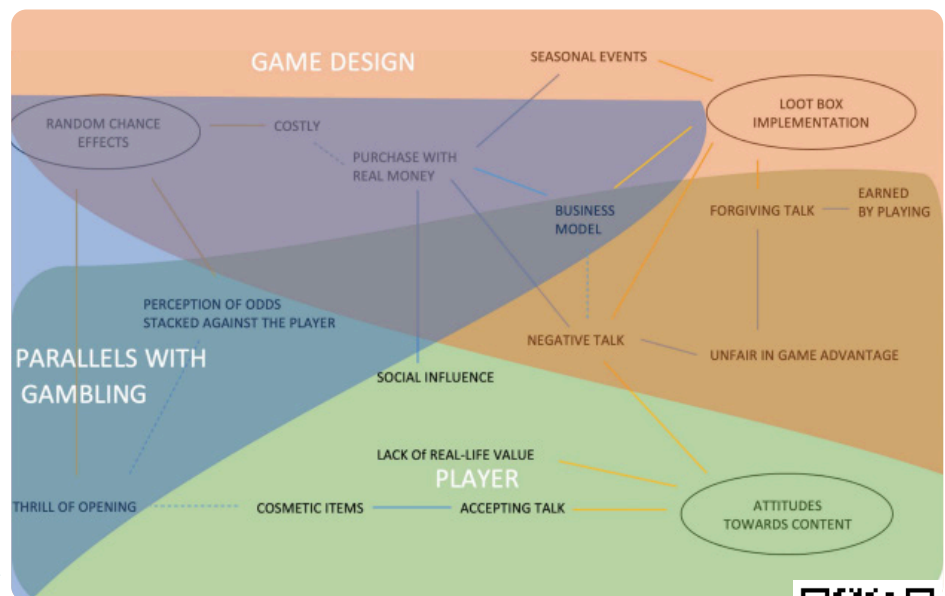 GAME DESIGN
SEASONAL EVENTS
LOOT BOX
IMPLEMENTATION
RANDOM CHANCE
EFFECTS
COSTLY
PURCHASE WITH
REAL MONEY
BUSINESS
MODEL
FORGIVING TALK
EARNED
BY PLAYING
PERCEPTION OF ODDS
STACKED AGAINST THE PLAYER
PARALLELS WITH
GAMBLING
NEGATIVE TALK
UNFAIR IN GAME ADVANTAGE
SOCIAL INFLUENCE
LACK Of REAL-LIFE VALUE
PLAYER
THRILL OF OPENING
COSMETIC ITEMS
ACCEPTING TALK
ATTITUDES
TOWARDS CONTENT